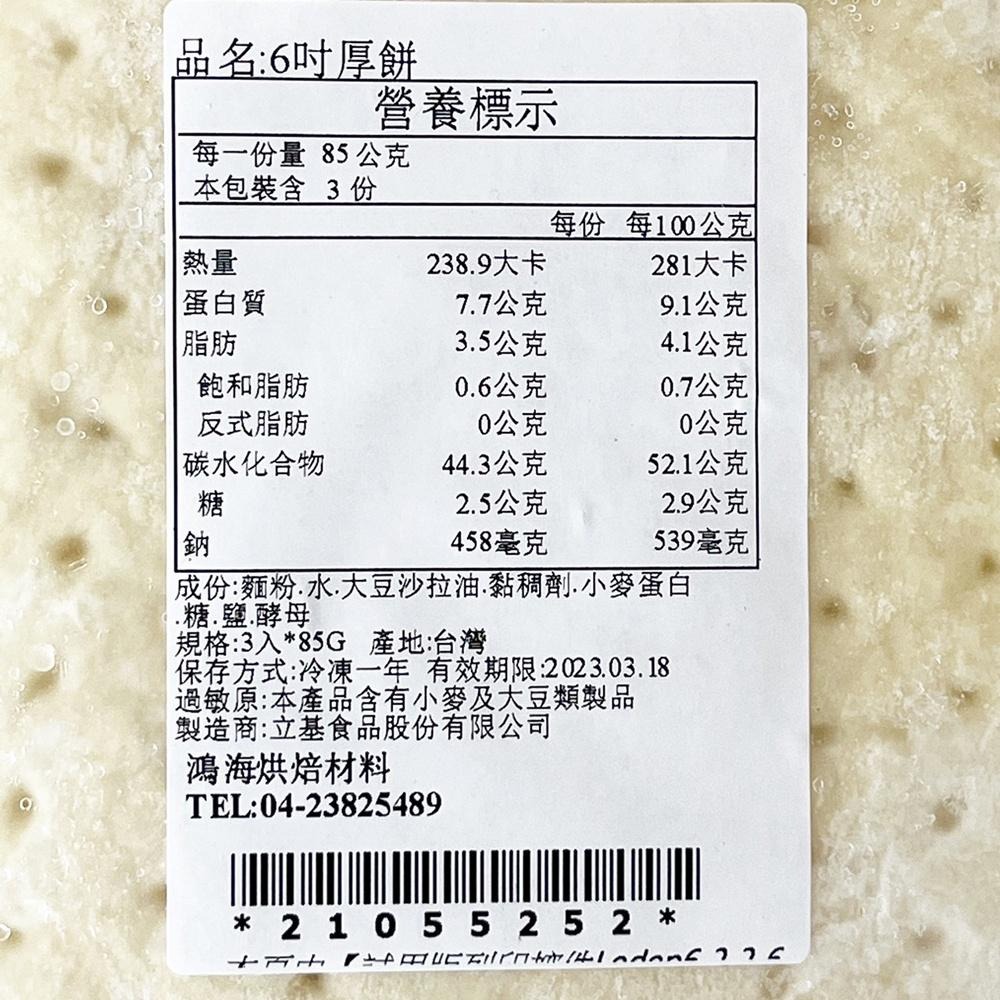 品名:6吋厚餅
營養標示
每一份量 85公克
本包裝含 3 份
每份 每100公克
熱量 238.9大卡 281大卡
蛋白質 7.7公克 9.1公克
脂肪 3.5公克 4.1公克
飽和脂肪 0.6公克 0.7公克
反式脂肪 0公克 0公克
碳水化合物 44.3公克 52.1公克
糖 2.5公克 2.9公克
鈉 458毫克 539毫克
成份:麵粉.水.大豆沙拉油.黏稠劑.小麥蛋白
.糖.鹽.酵母
規格:3入*85G 產地:台灣
保存方式:冷凍一年 有效期限:2023.03.18
過敏原:本產品含有小麥及大豆類製品
製造商:立基食品股份有限公司
鴻海烘焙材料
TEL:04-23825489
*21055252*